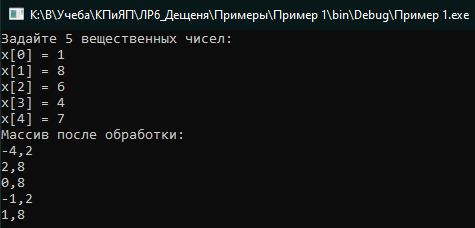 K:\В\Учеба\КПиЯП\ЛР6_Дещеня\Примеры\Пример 1\bin\Debug\Пример 1.exe
Задайте 5 вещественных чисел:
x[0] = 1
x[1] = 8
x[2] = 6
x[3] = 4
x[4] = 7
Массив после обработки:
-4,2
2,8
0,8
-1,2
1,8